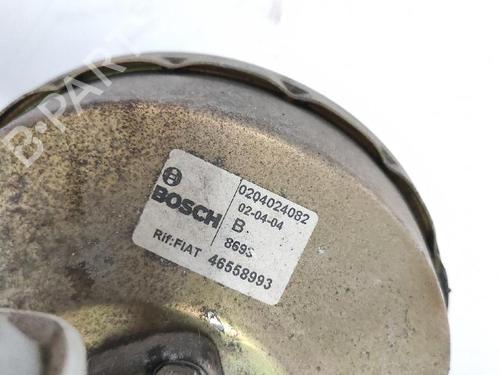 B-PARTS
BOSCH
0204024082
02-04-04
B
Rif:FIAT 46558993